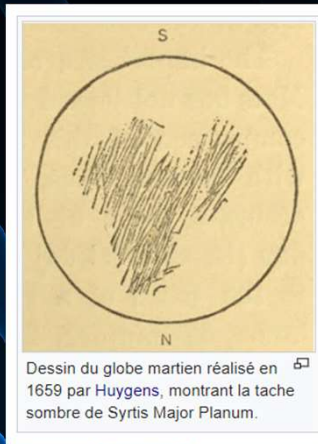 S
N
Dessin du globe martien réalisé en
1659 par Huygens, montrant la tache
sombre de Syrtis Major Planum.